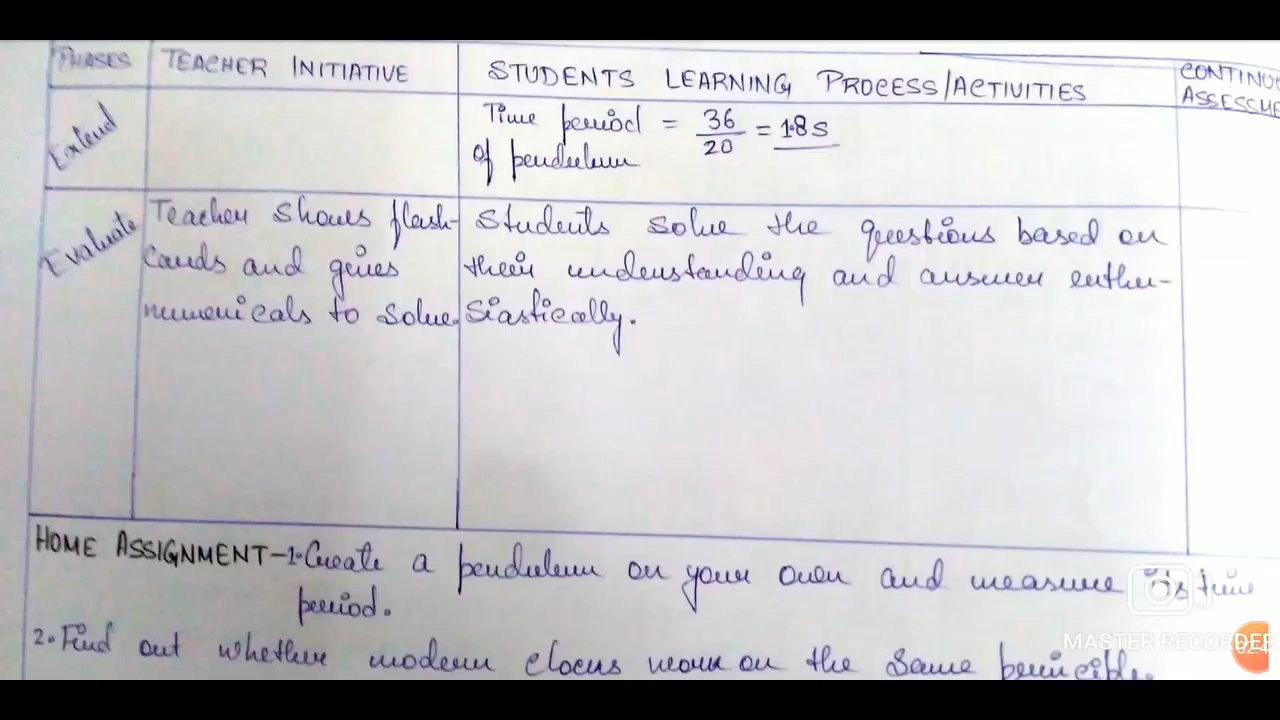 PHASES TEACHER INITIATIVE STUDENTS LEARNING PROCESS/ACTIVITIES CONTINUO
ASSESSME
Extend
Time period = 36/20 = 1.8s
of pendulum
Evaluate
Teacher shows flash-
cards and gives
numericals to solve.
Students solve the questions based on
their understanding and answer enthu-
siastically.
HOME ASSIGNMENT-1. Create a pendulum on your own and measure its time
period.
2. Find out whether modern clocks work on the same
MASTER RECORDER